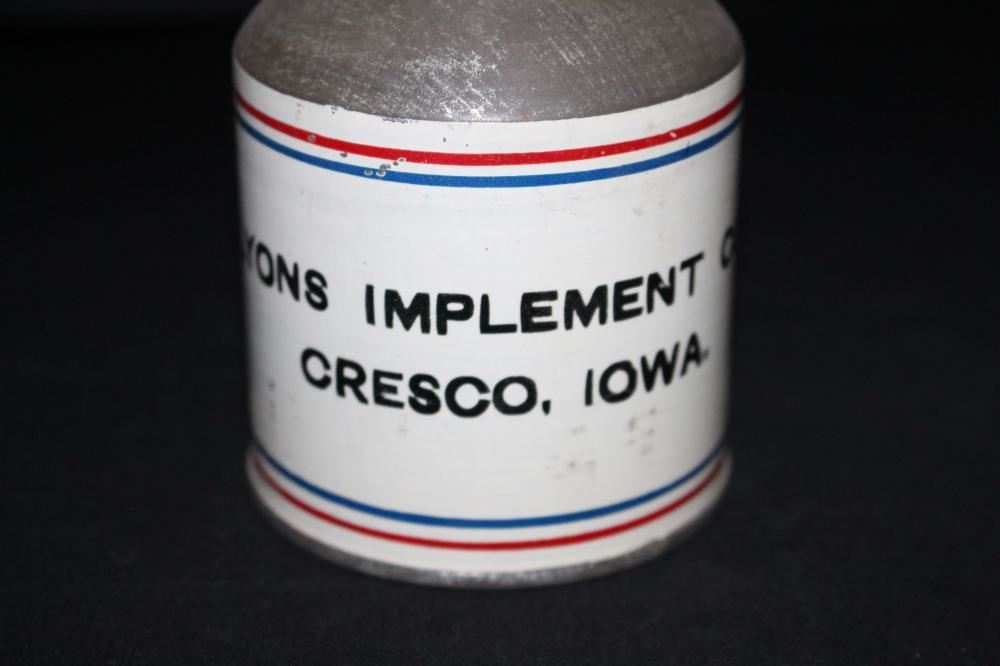 YONS IMPLEMENT C
CRESCO, IOWA.